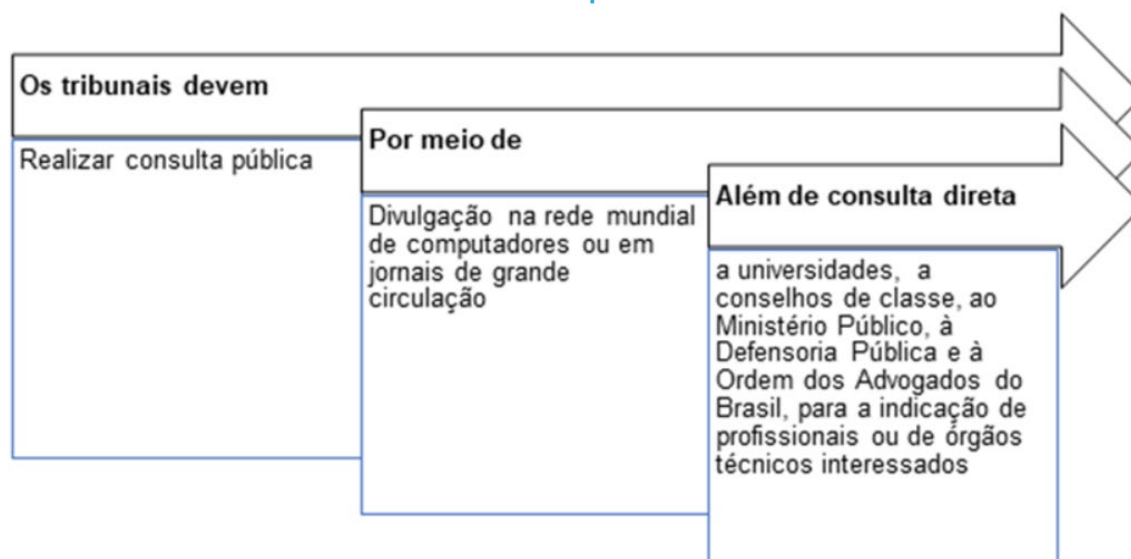 Os tribunais devem
Realizar consulta pública
Por meio de
Divulgação na rede mundial
de computadores ou em
jornais de grande
circulação
Além de consulta direta
a universidades, a
conselhos de classe, ao
Ministério Público, à
Defensoria Pública e à
Ordem dos Advogados do
Brasil, para a indicação de
profissionais ou de órgãos
técnicos interessados